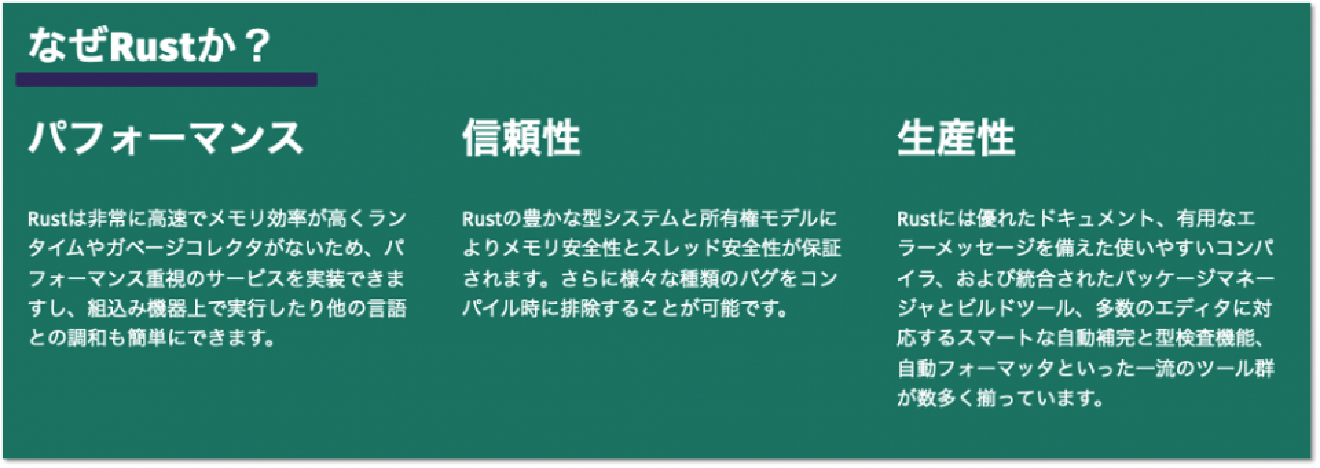 なぜRustか？
パフォーマンス
Rustは非常に高速でメモリ効率が高くラン
タイムやガベージコレクタがないため、パ
フォーマンス重視のサービスを実装できま
すし、組込み機器上で実行したり他の言語
との調和も簡単にできます。
信頼性
Rustの豊かな型システムと所有権モデルに
よりメモリ安全性とスレッド安全性が保証
されます。さらに様々な種類のバグをコン
パイル時に排除することが可能です。
生産性
Rustには優れたドキュメント、有用なエ
ラーメッセージを備えた使いやすいコンパ
イラ、および統合されたパッケージマネー
ジャとビルドツール、多数のエディタに対
応するスマートな自動補完と型検査機能、
自動フォーマッタといった一流のツール群
が数多く揃っています。